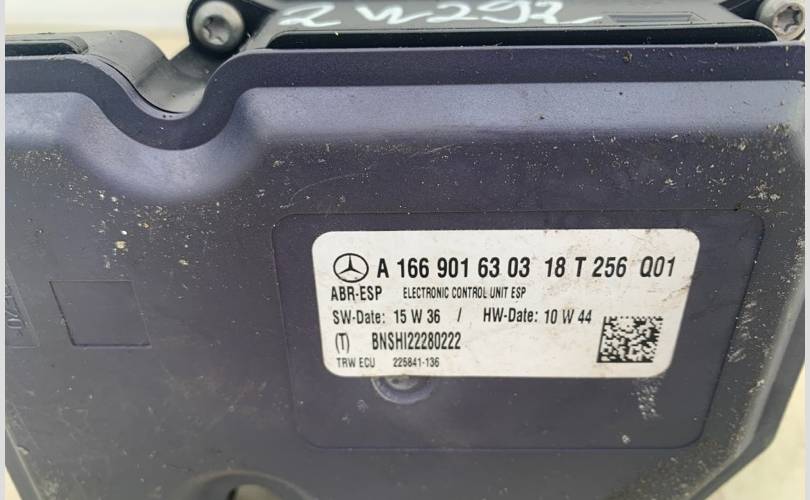 2W292
A 166 901 63 03 18 T 256 Q01
ABR-ESP ELECTRONIC CONTROL UNIT ESP
SW-Date: 15 W 36 / HW-Date: 10 W 44
(T) BNSHI22280222
TRW ECU 225841-136